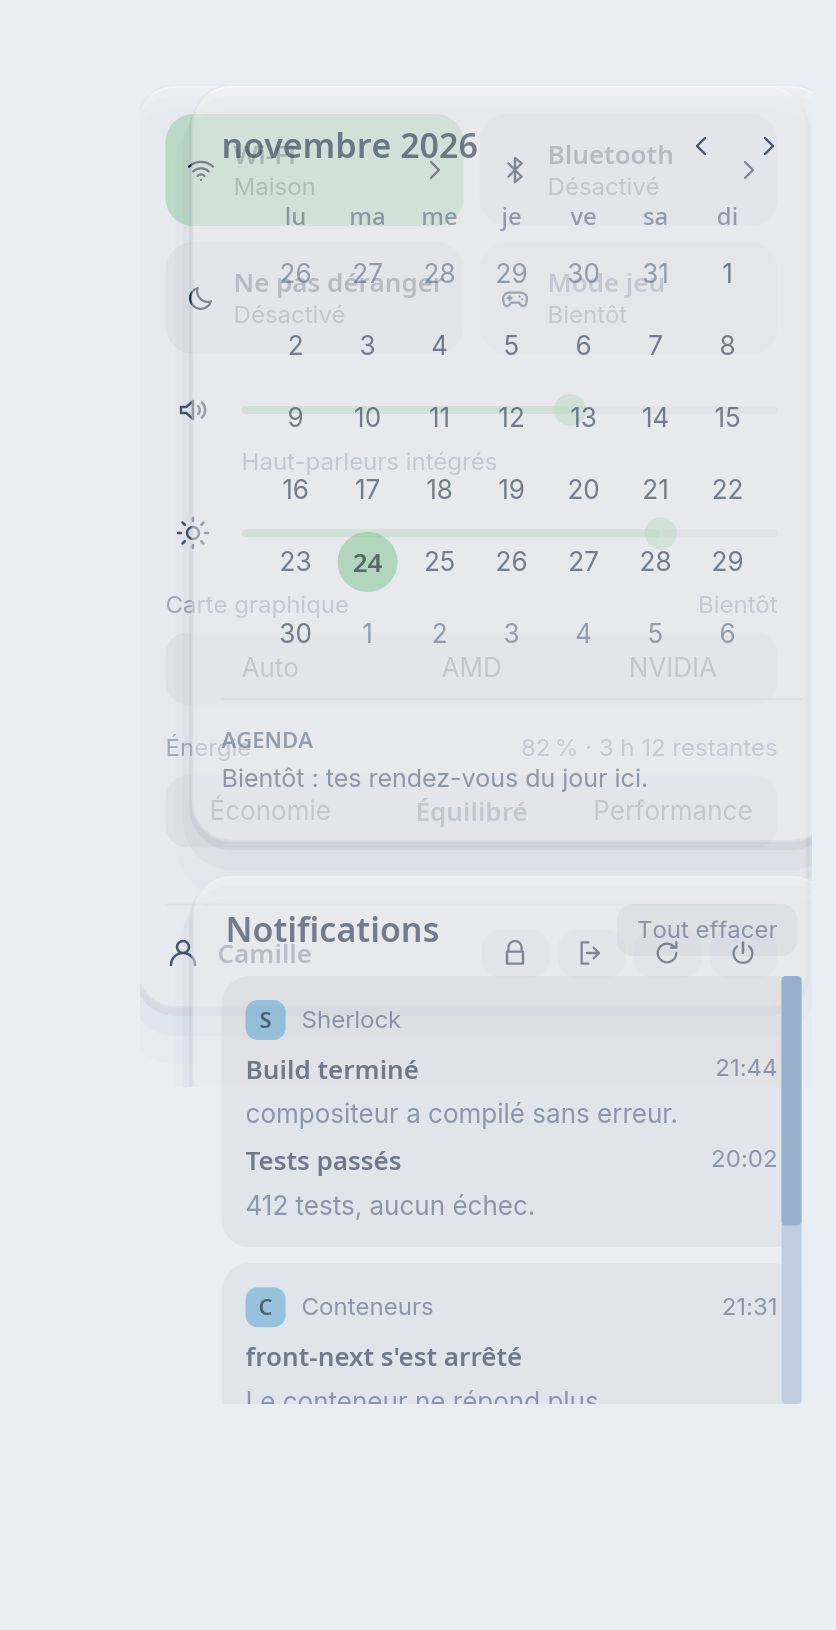 novembre 2026
Wi-Fi
Maison
Bluetooth
Désactivé
lu ma me je ve sa di
26 27 28 29 30 31 1
Ne pas déranger
Désactivé
Mode jeu
Bientôt
2 3 4 5 6 7 8
9 10 11 12 13 14 15
Haut-parleurs intégrés
16 17 18 19 20 21 22
23 24 25 26 27 28 29
Carte graphique Bientôt
30 1 2 3 4 5 6
Auto AMD NVIDIA
AGENDA
Énergie 82 % · 3 h 12 restantes
Bientôt : tes rendez-vous du jour ici.
Économie Équilibré Performance
Notifications Tout effacer
Camille
S Sherlock
Build terminé 21:44
compositeur a compilé sans erreur.
Tests passés 20:02
412 tests, aucun échec.
C Conteneurs 21:31
front-next s'est arrêté
Le conteneur ne répond plus